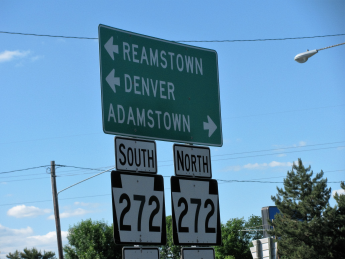 REAMSTOWN
DENVER
ADAMSTOWN
SOUTH NORTH
272 272